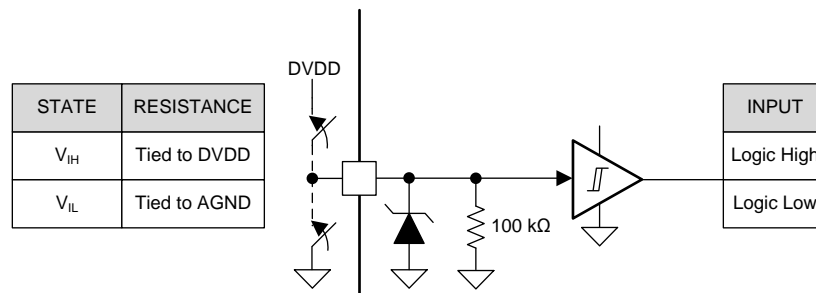 DVDD
STATE RESISTANCE
V_IH Tied to DVDD
V_IL Tied to AGND
100 kΩ
INPUT
Logic High
Logic Low